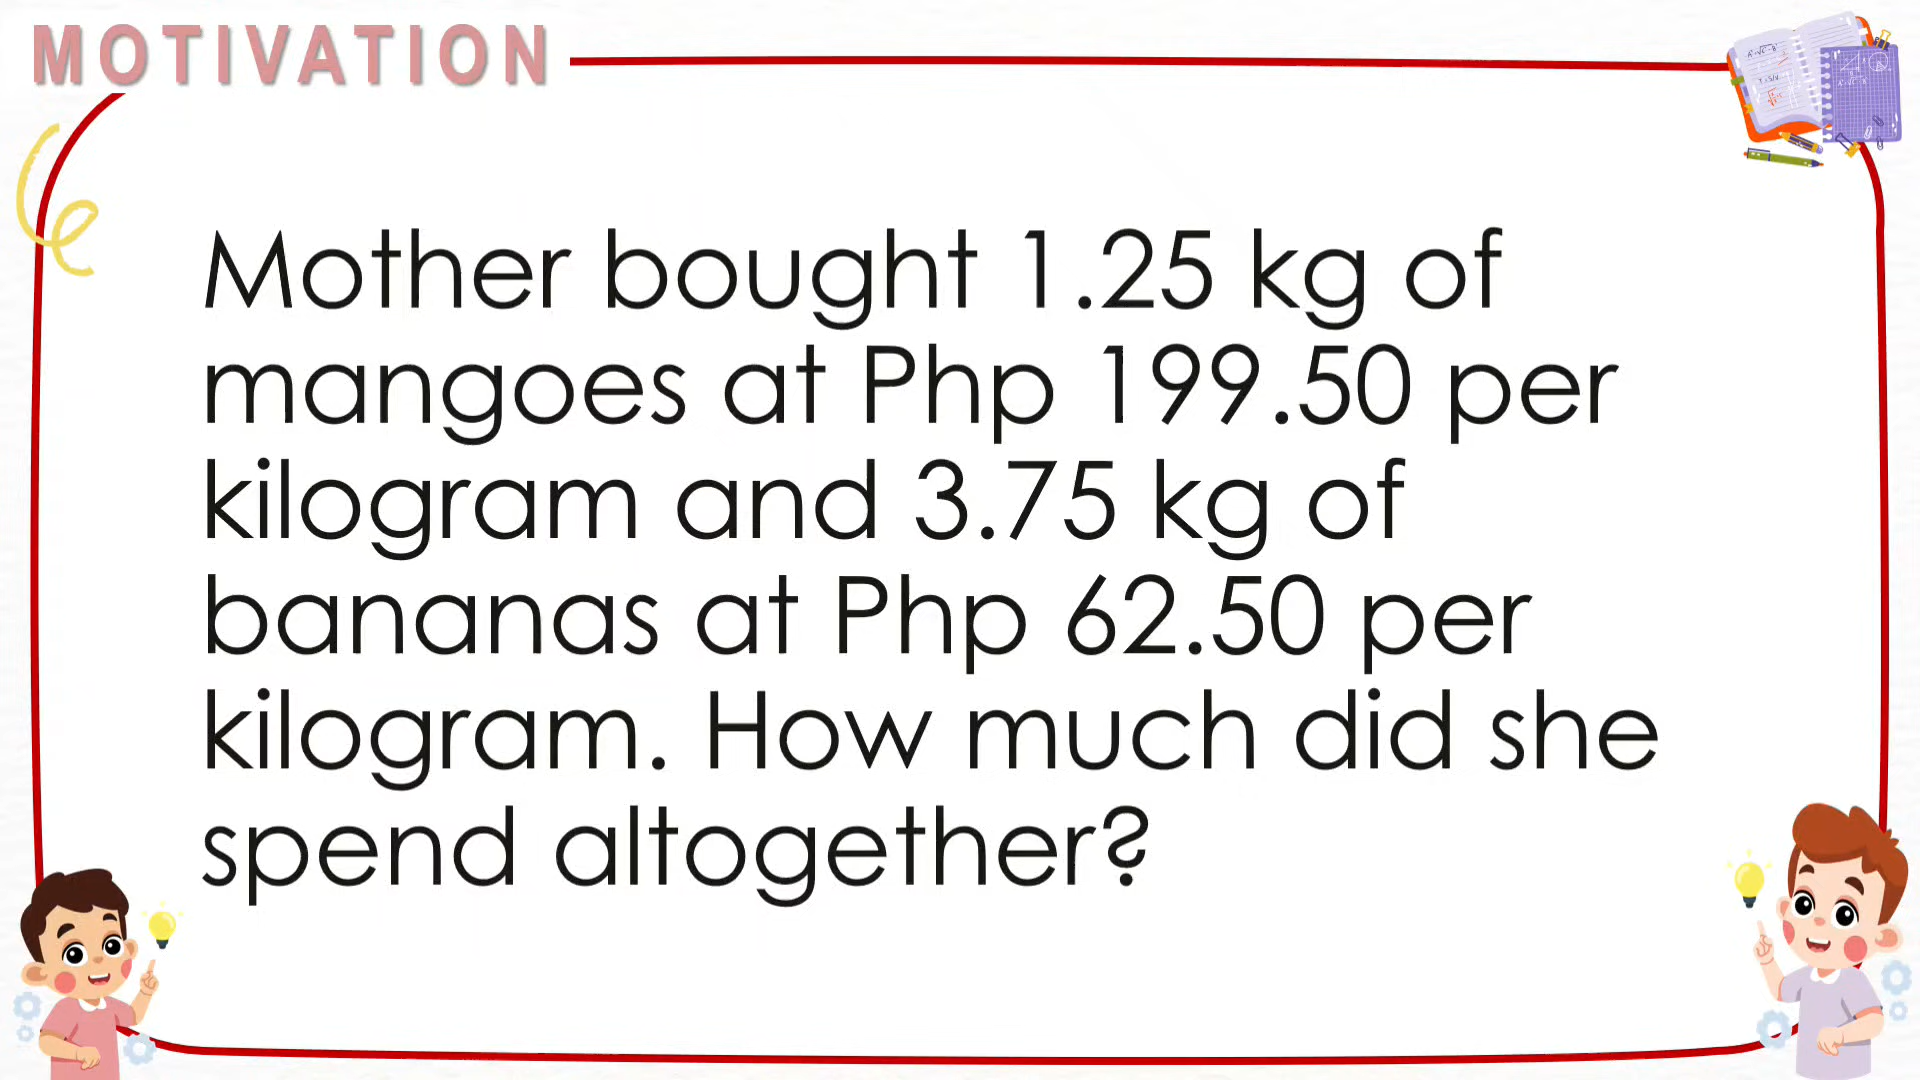 MOTIVATION
Mother bought 1.25 kg of
mangoes at Php 199.50 per
kilogram and 3.75 kg of
bananas at Php 62.50 per
kilogram. How much did she
spend altogether?